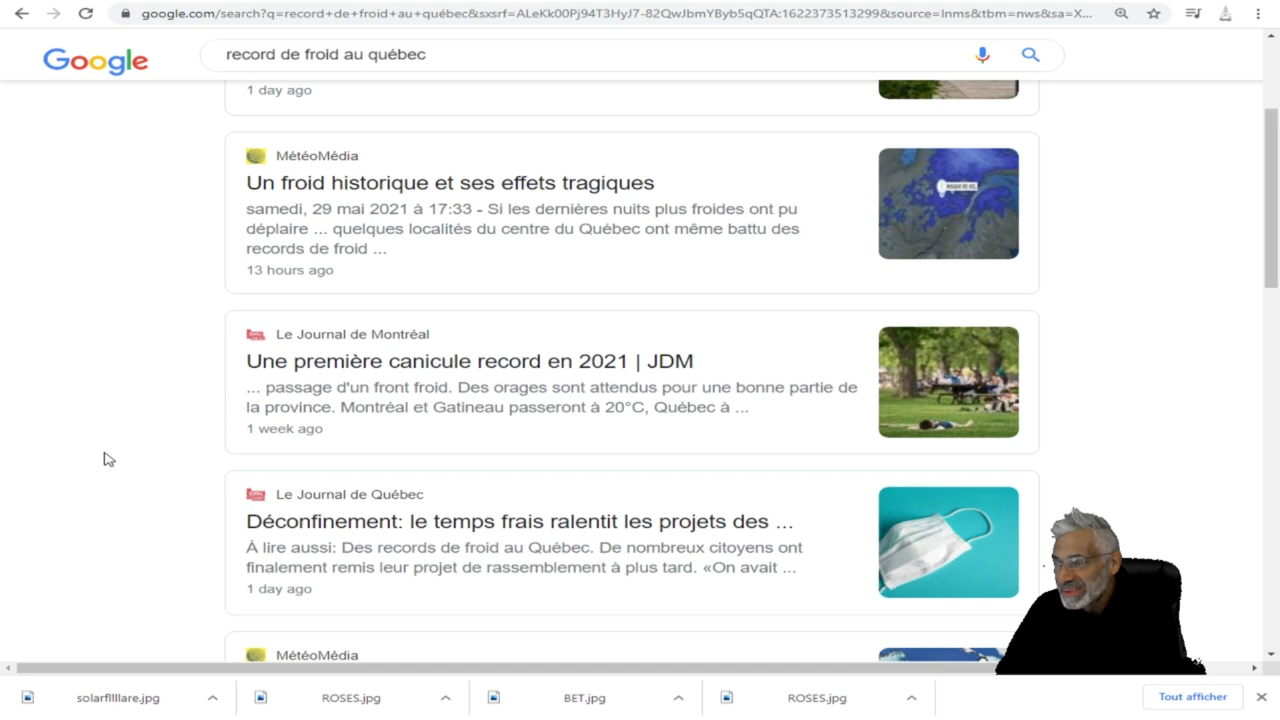 google.com/search?q=record+de+froid+au+québec&sxsrf=ALeKk00Pj94T3HyJ7-82QwJbmYByb5qQTA:1622373513299&source=lnms&tbm=nws&sa=X...
Google
record de froid au québec
1 day ago
MétéoMédia
Un froid historique et ses effets tragiques
samedi, 29 mai 2021 à 17:33 - Si les dernières nuits plus froides ont pu
déplaire ... quelques localités du centre du Québec ont même battu des
records de froid ...
13 hours ago
Le Journal de Montréal
Une première canicule record en 2021 | JDM
... passage d'un front froid. Des orages sont attendus pour une bonne partie de
la province. Montréal et Gatineau passeront à 20°C, Québec à ...
1 week ago
Le Journal de Québec
Déconfinement: le temps frais ralentit les projets des ...
À lire aussi: Des records de froid au Québec. De nombreux citoyens ont
finalement remis leur projet de rassemblement à plus tard. «On avait ...
1 day ago
MétéoMédia
solarfllllare.jpg
ROSES.jpg
BET.jpg
ROSES.jpg
Tout afficher